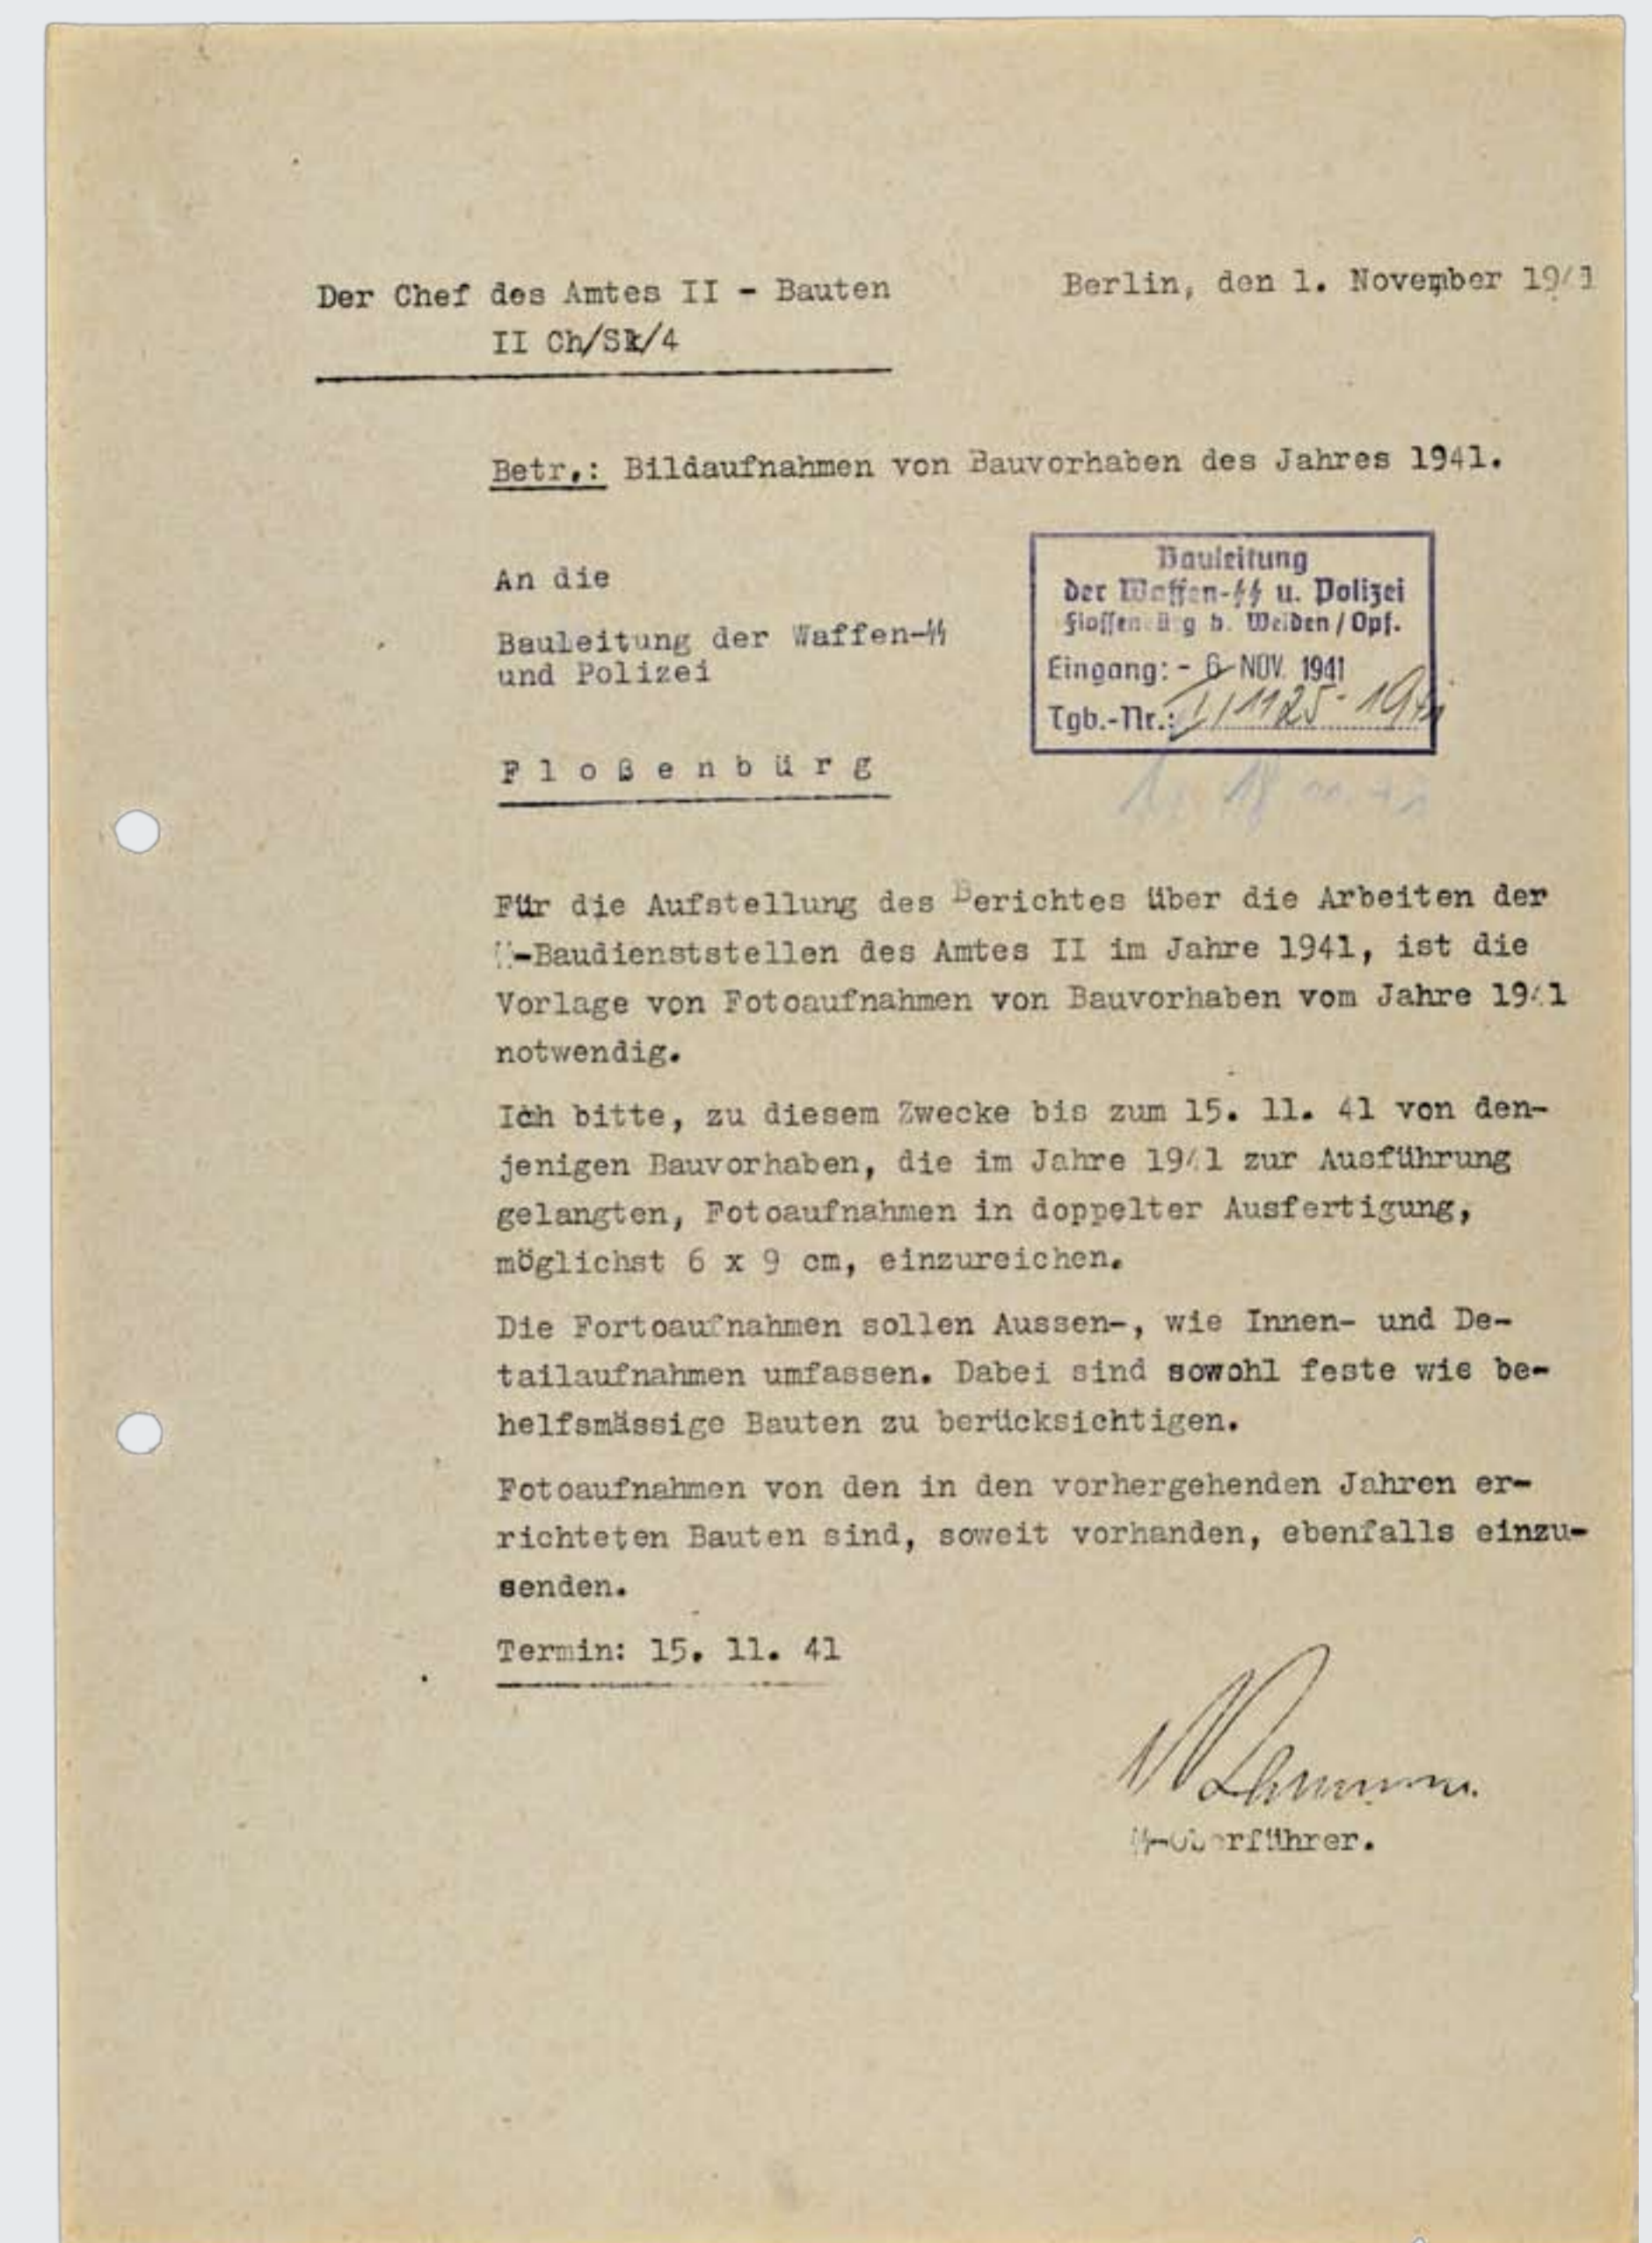 Der Chef des Amtes II - Bauten
Berlin, den 1. November 1941
II Ch/Sk/4
Betr.: Bildaufnahmen von Bauvorhaben des Jahres 1941.
An die
Bauleitung der Waffen-SS
und Polizei
Floßenbürg
Bauleitung
der Waffen-SS u. Polizei
Flossenbürg b. Weiden/Opf.
Eingang: - 6. NOV. 1941
Tgb.-Nr.:
Für die Aufstellung des Berichtes über die Arbeiten der
SS-Baudienststellen des Amtes II im Jahre 1941, ist die
Vorlage von Fotoaufnahmen von Bauvorhaben vom Jahre 1941
notwendig.
Ich bitte, zu diesem Zwecke bis zum 15. 11. 41 von den-
jenigen Bauvorhaben, die im Jahre 1941 zur Ausführung
gelangten, Fotoaufnahmen in doppelter Ausfertigung,
möglichst 6 x 9 cm, einzureichen.
Die Fortoaufnahmen sollen Aussen-, wie Innen- und De-
tailaufnahmen umfassen. Dabei sind sowohl feste wie be-
helfsmässige Bauten zu berücksichtigen.
Fotoaufnahmen von den in den vorhergehenden Jahren er-
richteten Bauten sind, soweit vorhanden, ebenfalls einzu-
senden.
Termin: 15. 11. 41
SS-Oberführer.